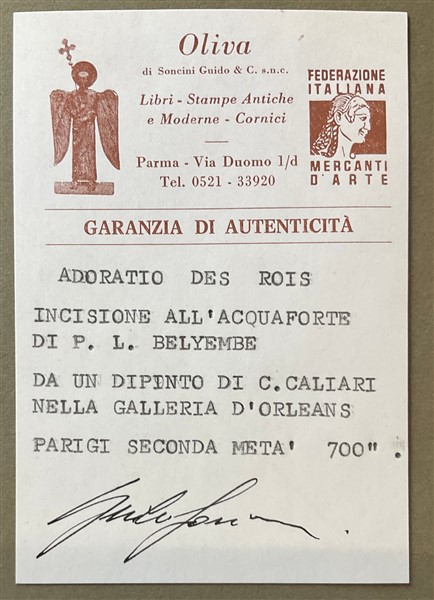 Oliva
di Soncini Guido & C. s.n.c.
Libri - Stampe Antiche
e Moderne - Cornici
Parma - Via Duomo 1/d
Tel. 0521 - 33920
FEDERAZIONE
ITALIANA
MERCANTI
D'ARTE
GARANZIA DI AUTENTICITÀ
ADORATIO DES ROIS
INCISIONE ALL'ACQUAFORTE
DI P. L. BELYEMBE
DA UN DIPINTO DI C.CALIARI
NELLA GALLERIA D'ORLEANS
PARIGI SECONDA META' 700" .